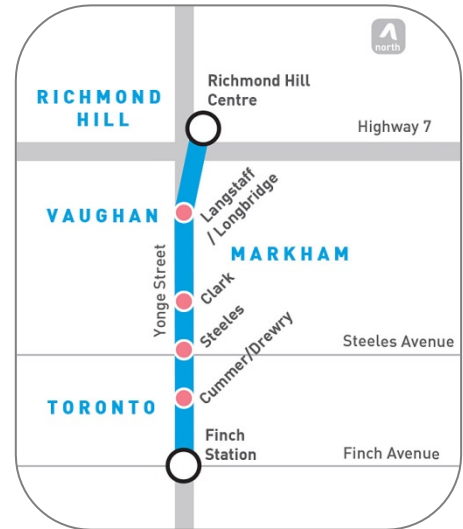 north
Richmond Hill
Centre
RICHMOND
HILL
Highway 7
Langstaff
/ Longbridge
VAUGHAN
MARKHAM
Yonge Street
Clark
Steeles
Steeles Avenue
Cummer/Drewry
TORONTO
Finch
Station
Finch Avenue